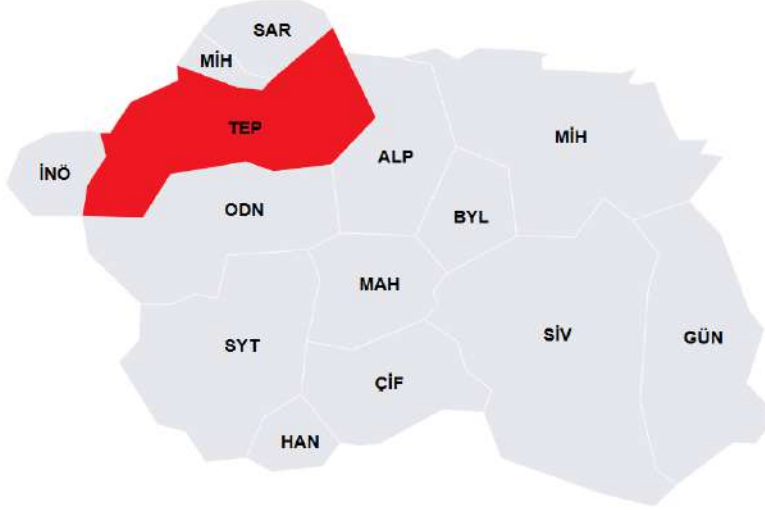 SAR
MİH
TEP
MİH
ALP
İNÖ
ODN
BYL
MAH
SİV
GÜN
SYT
ÇİF
HAN